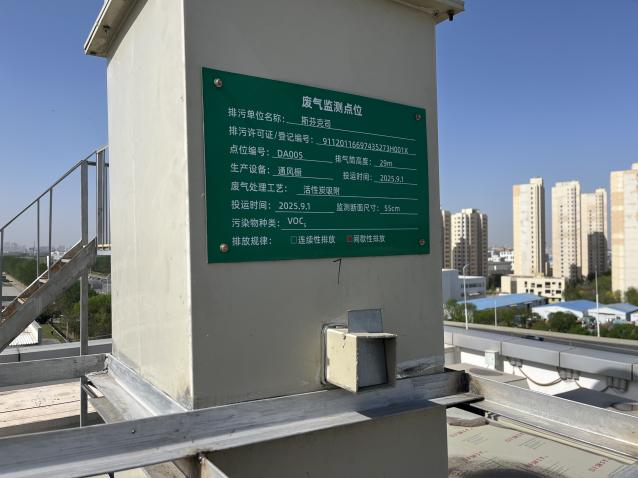 废气监测点位
排污单位名称： 斯芬克司
排污许可证/登记编号： 91120116697435273H001X
点位编号： DA005 排气筒高度： 29m
生产设备： 通风橱 投运时间： 2025.9.1
废气处理工艺： 活性炭吸附
投运时间： 2025.9.1 监测断面尺寸： 55cm
污染物种类： VOCs
排放规律： □连续性排放 ■间歇性排放